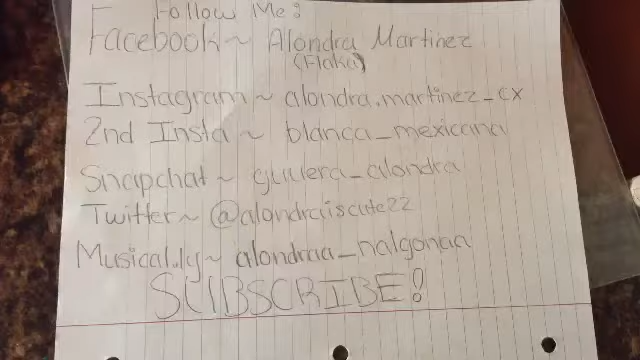 Follow Me:
Facebook~ Alondra Martinez
(Flaka)
Instagram~ alondra.martinez_cx
2nd Insta~ blanca_mexicana
Snapchat~ guera_alondra
Twitter~ @alondraiscute22
Musical.ly~ alondraa_nalgonaa
SUBSCRIBE!